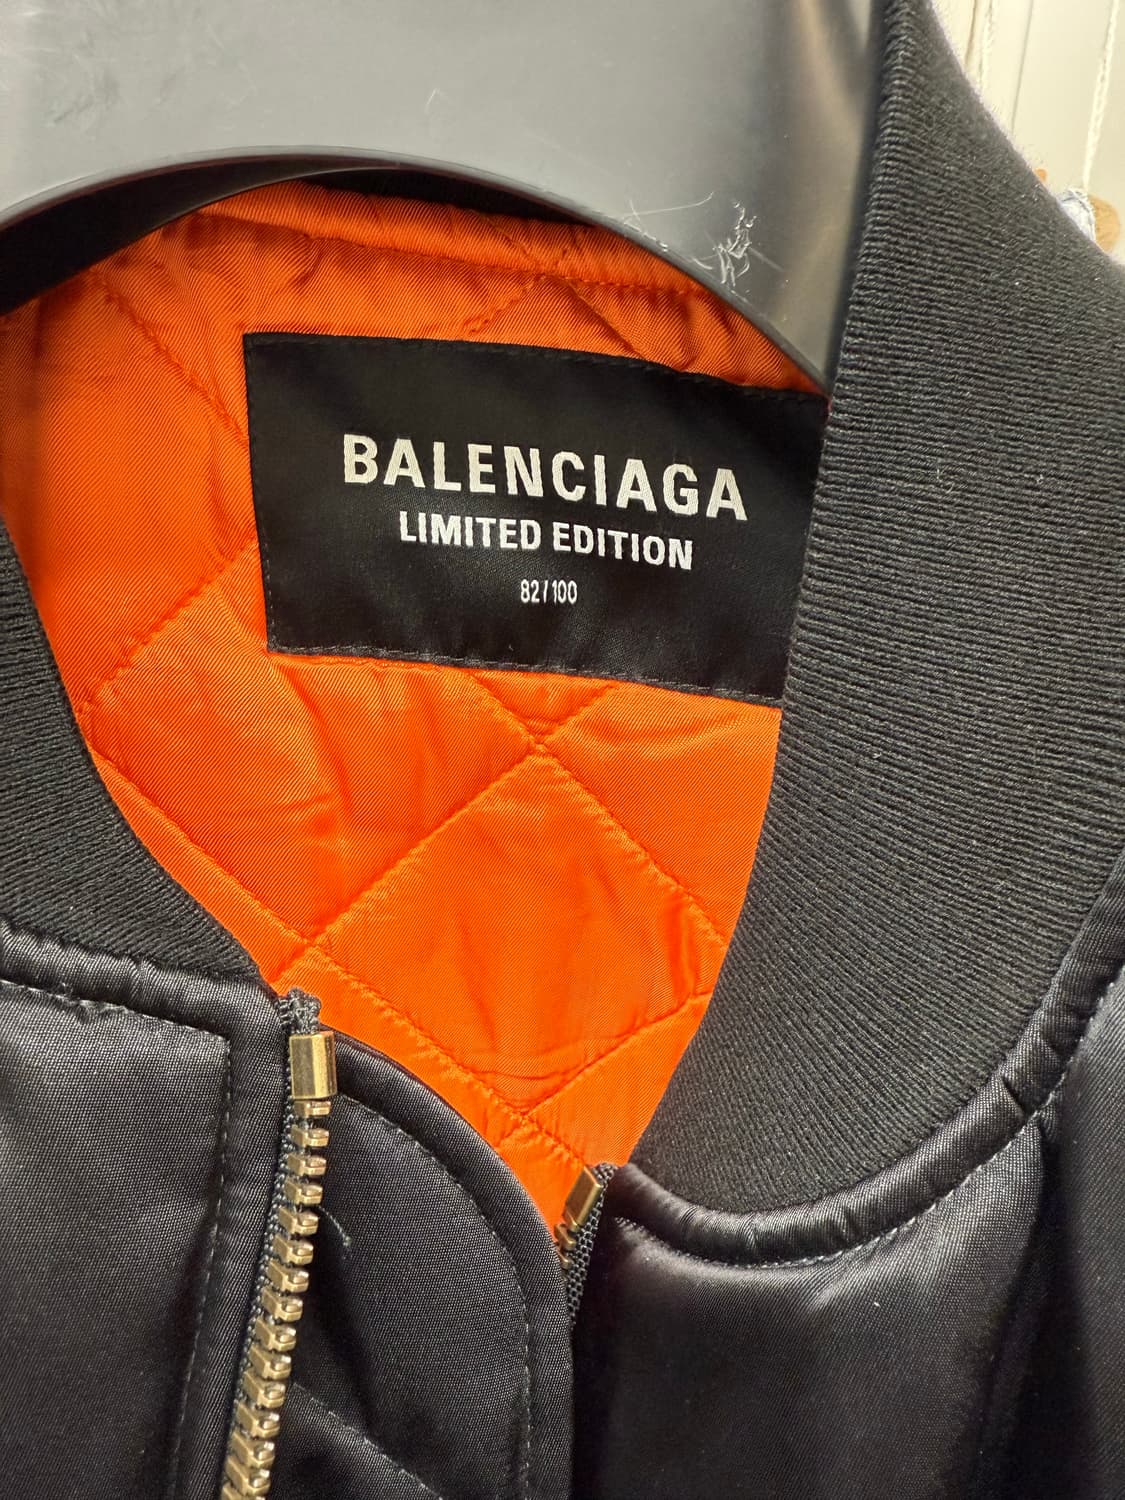 BALENCIAGA
LIMITED EDITION
82/100